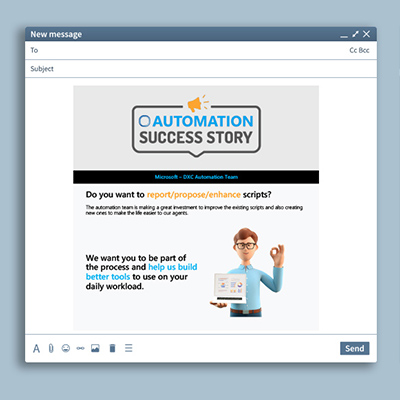 New message
To
Cc Bcc
Subject
AUTOMATION
SUCCESS STORY
Microsoft – DXC Automation Team
Do you want to report/propose/enhance scripts?
The automation team is making a great investment to improve the existing scripts and also creating
new ones to make the life easier to our agents.
We want you to be part of
the process and help us build
better tools to use on your
daily workload.
Send